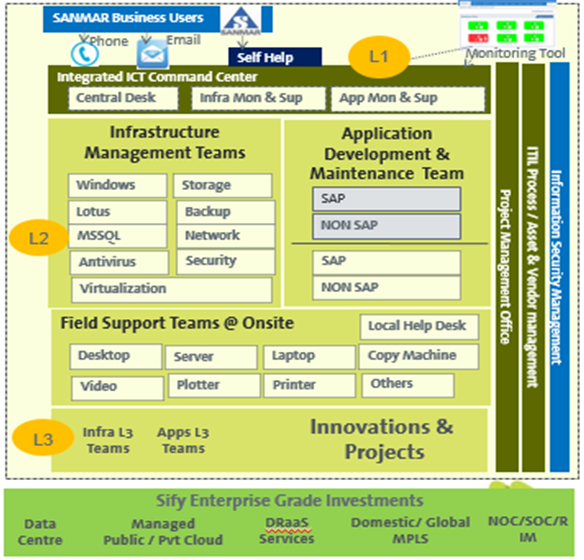 SANMAR Business Users
SANMAR
Phone
Email
Self Help
L1
Monitoring Tool
Integrated ICT Command Center
Central Desk
Infra Mon & Sup
App Mon & Sup
Infrastructure
Management Teams
Windows
Storage
Lotus
Backup
MSSQL
Network
Antivirus
Security
Virtualization
L2
Application
Development &
Maintenance Team
SAP
NON SAP
SAP
NON SAP
Field Support Teams @ Onsite
Local Help Desk
Desktop
Server
Laptop
Copy Machine
Video
Plotter
Printer
Others
L3
Infra L3
Teams
Apps L3
Teams
Innovations &
Projects
Project Management Office
ITIL Process / Asset & Vendor management
Information Security Management
Sify Enterprise Grade Investments
Data
Centre
Managed
Public / Pvt Cloud
DRaaS
Services
Domestic/ Global
MPLS
NOC/SOC/R
IM